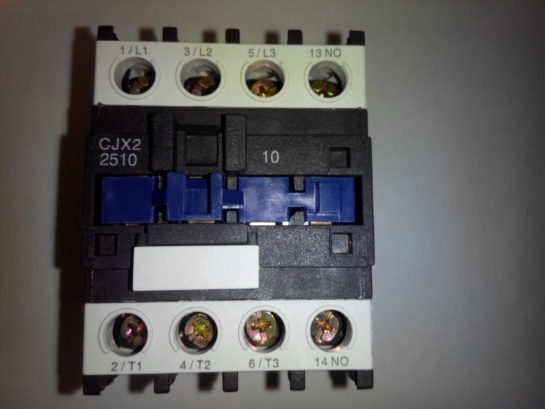 1/L1 3/L2 5/L3 13 NO
CJX2
2510
10
2/T1 4/T2 6/T3 14 NO